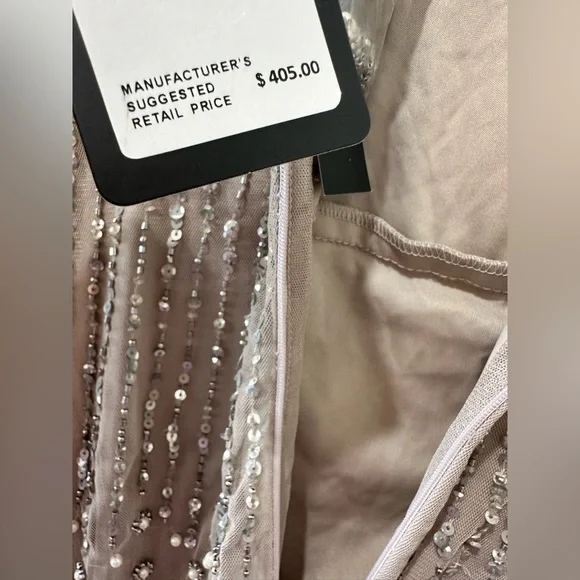 MANUFACTURER'S
SUGGESTED $405.00
RETAIL PRICE